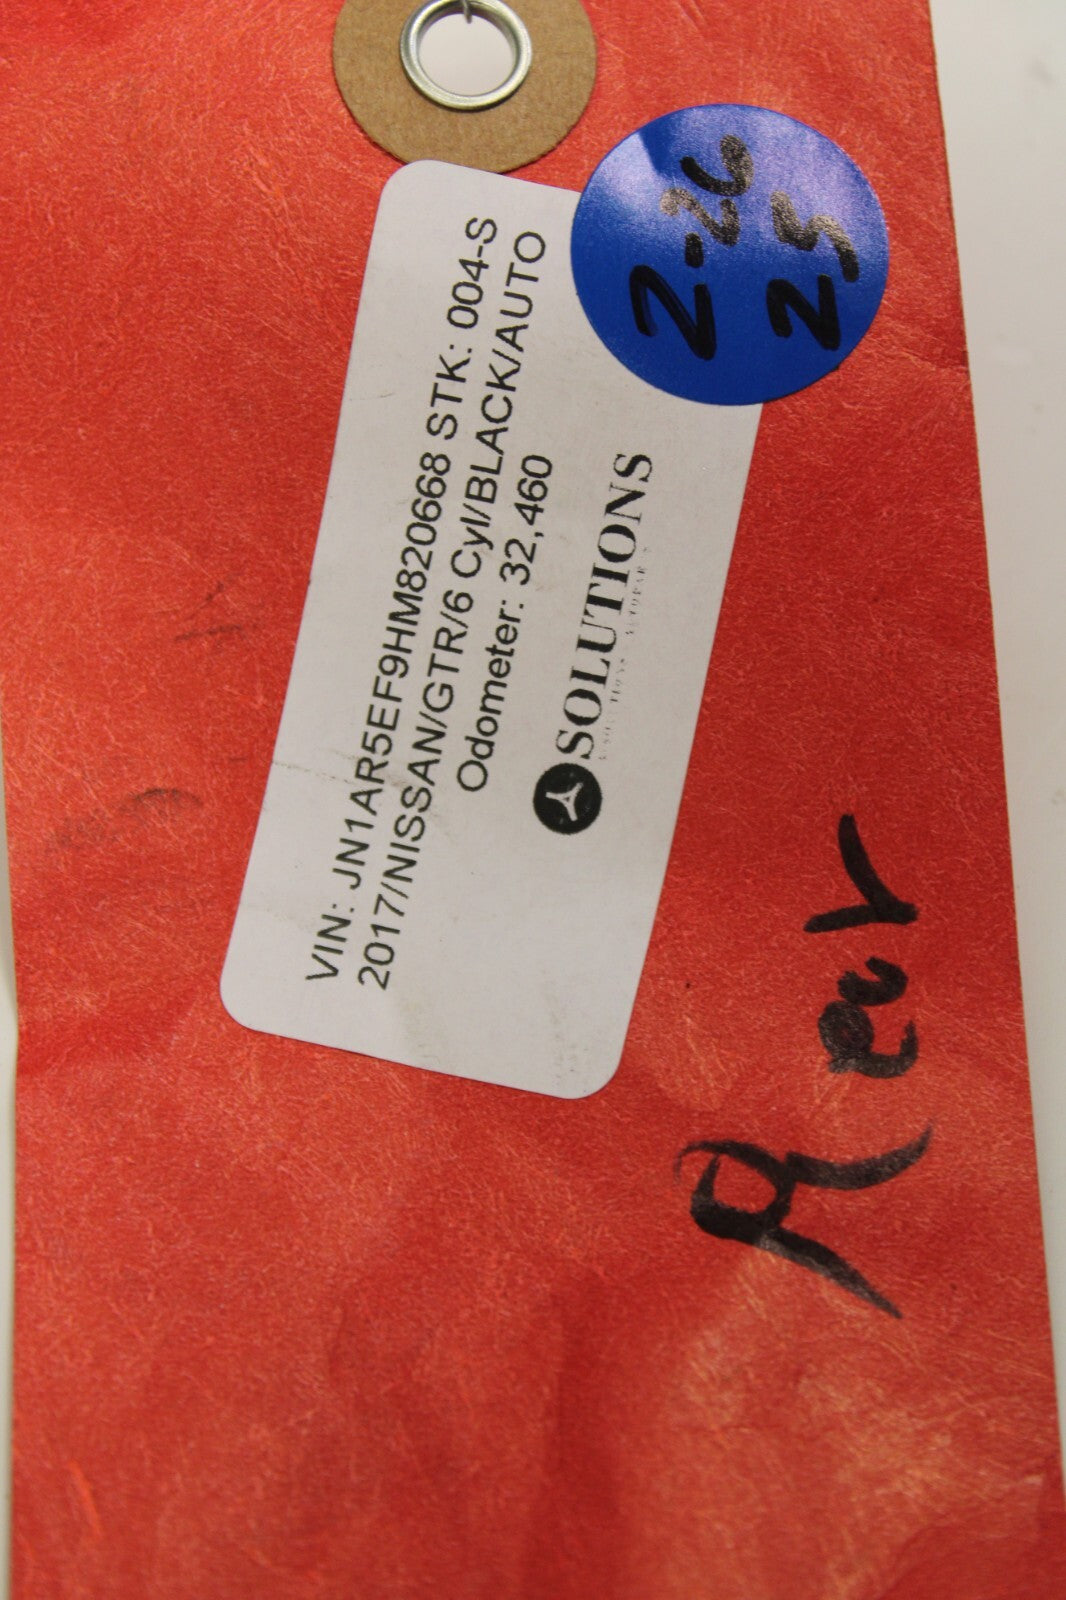 VIN: JN1AR5EF9HM820668 STK: 004-S
2017/NISSAN/GTR/6 Cyl/BLACK/AUTO
Odometer: 32,460
SOLUTIONS
2-26
25
Rear